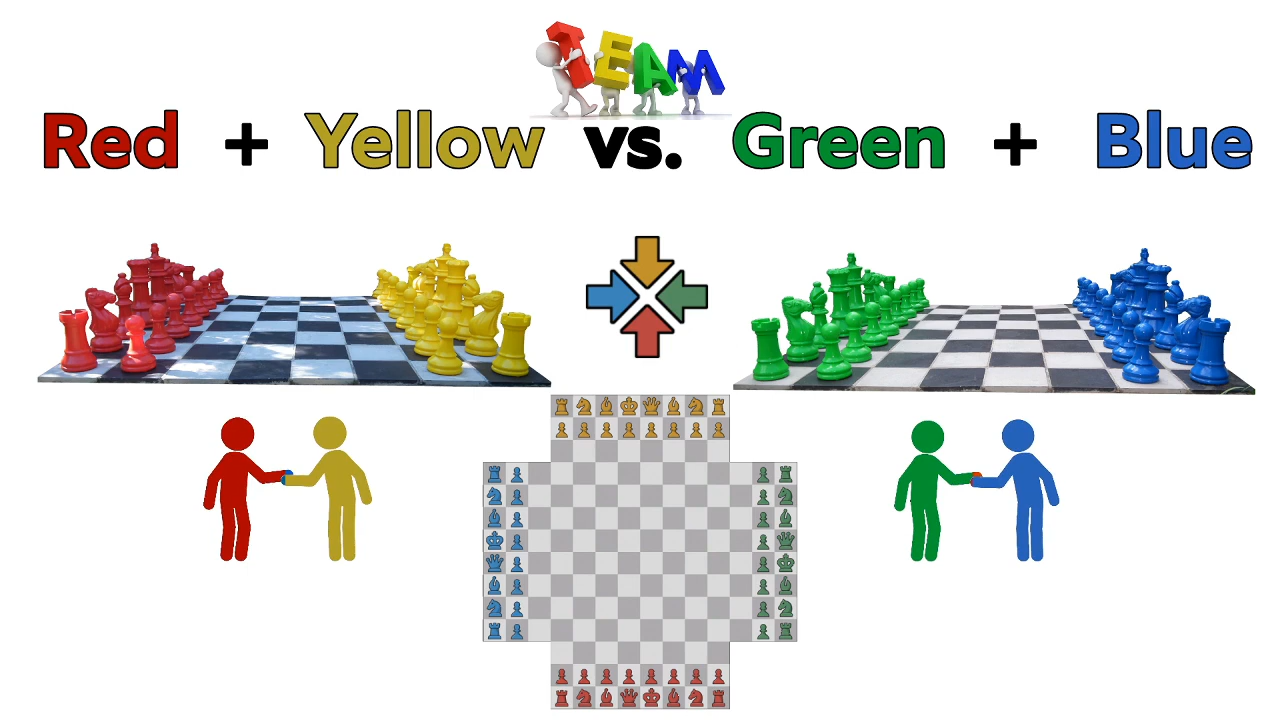 TEAM
Red + Yellow vs. Green + Blue